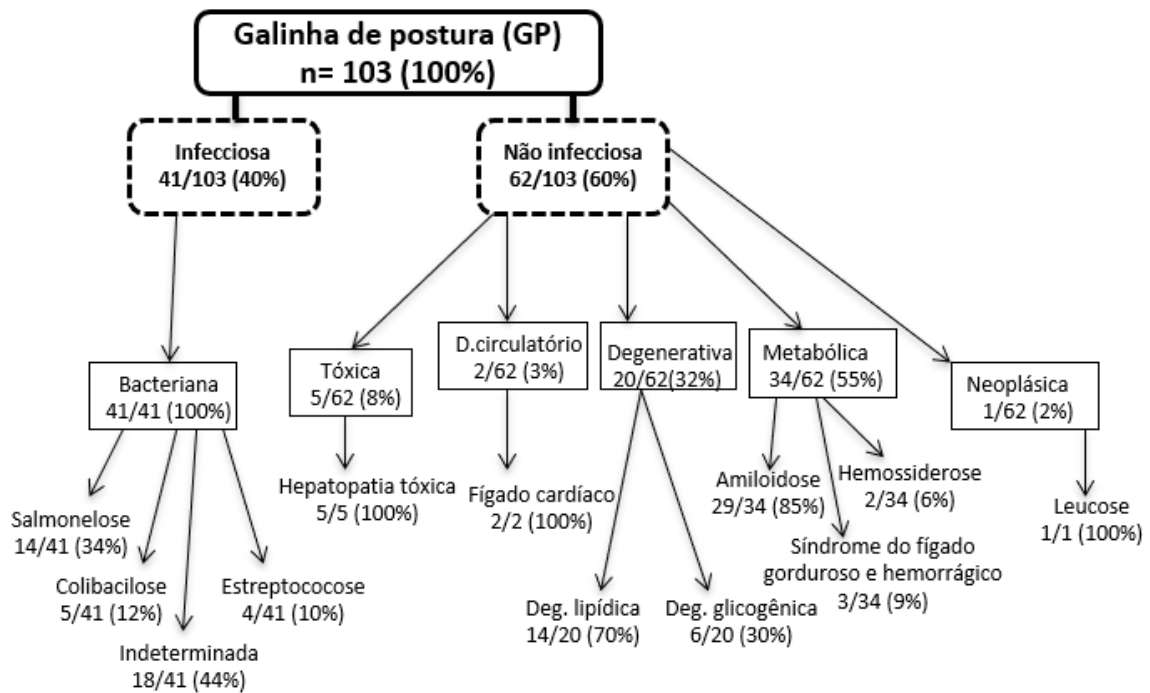 Galinha de postura (GP)
n= 103 (100%)
Infecciosa
41/103 (40%)
Não infecciosa
62/103 (60%)
Bacteriana
41/41 (100%)
Tóxica
5/62 (8%)
D.circulatório
2/62 (3%)
Degenerativa
20/62(32%)
Metabólica
34/62 (55%)
Neoplásica
1/62 (2%)
Salmonelose
14/41 (34%)
Colibacilose
5/41 (12%)
Indeterminada
18/41 (44%)
Estreptococose
4/41 (10%)
Hepatopatia tóxica
5/5 (100%)
Fígado cardíaco
2/2 (100%)
Deg. lipídica
14/20 (70%)
Deg. glicogênica
6/20 (30%)
Amiloidose
29/34 (85%)
Síndrome do fígado
gorduroso e hemorrágico
3/34 (9%)
Hemossiderose
2/34 (6%)
Leucose
1/1 (100%)